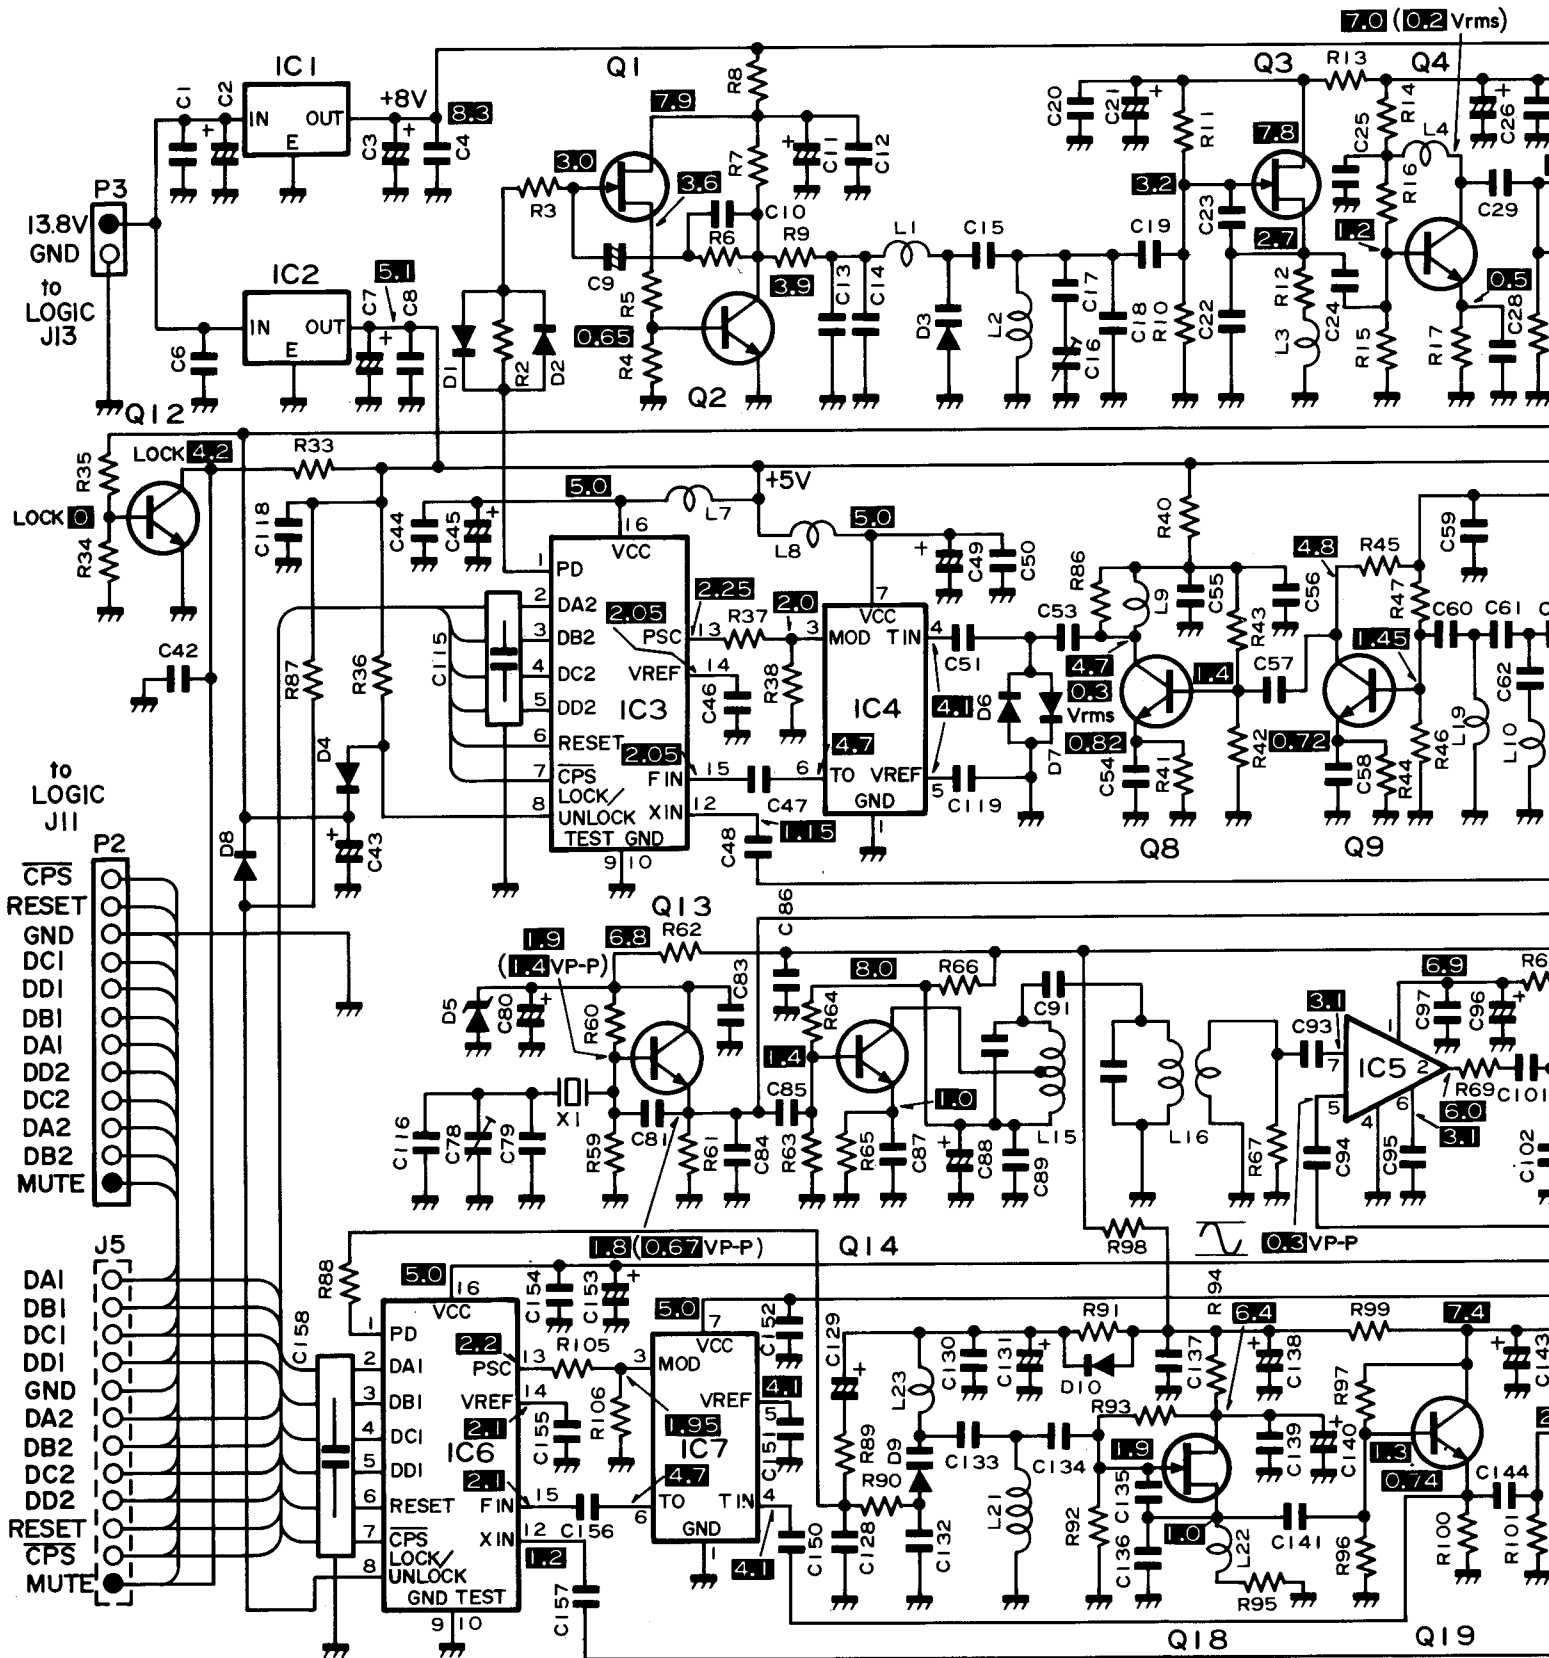 7.0 (0.2 Vrms)
IC1
Q1
Q3
R13
Q4
C1
C2
+8V
8.3
IN
OUT
E
C3
C4
7.9
R8
R7
C11
C12
C20
C21
R11
7.8
C25
R14
L4
C26
3.0
R3
3.6
C10
R6
R9
3.2
C23
R16
C29
P3
13.8V
GND
to
LOGIC
J13
C9
3.9
L1
C15
C19
2.7
1.2
IC2
5.1
C7
C8
R5
0.65
R4
C13
C14
D3
L2
C17
C16
C18
R10
C22
R12
L3
C24
R15
R17
0.5
C28
IN
OUT
E
C6
D1
R2
D2
Q2
Q12
R35
LOCK 4.2
R33
LOCK 0
R34
C118
C44
C45
5.0
L7
+5V
L8
5.0
C49
C50
R40
C59
4.8
R45
R86
L9
C55
C56
R43
R47
16
VCC
1
PD
2
DA2
3
DB2
4
DC2
5
DD2
6
RESET
7
CPS
8
LOCK/
UNLOCK
TEST GND
9
10
2.25
2.05
PSC
13
R37
2.0
3
VREF
14
IC3
C46
R38
2.05
FIN
15
C47
XIN
12
1.15
C48
7
VCC
MOD
TIN
4
IC4
4.1
4.7
TO
VREF
6
5
GND
1
C51
C53
D6
D7
C119
4.7
0.3
Vrms
0.82
C54
R41
1.4
C57
R42
1.45
0.72
C58
R44
R46
C60
C61
C62
L19
L10
C42
R87
R36
C115
D4
to
LOGIC
J11
D8
C43
Q8
Q9
P2
CPS
RESET
GND
DC1
DD1
DB1
DA1
DD2
DC2
DA2
DB2
MUTE
Q13
C86
1.9
(1.4VP-P)
6.8
R62
8.0
R66
D5
C80
R60
C83
R64
C91
6.9
3.1
C97
C96
C93
1
7
IC5
2
5
6
4
R69
C101
6.0
3.1
1.4
C85
1.0
X1
C116
C78
C79
R59
C81
R61
C84
R63
R65
C87
C88
C89
L15
L16
R67
C94
C95
C102
1.8(0.67VP-P)
Q14
R98
0.3VP-P
J5
DA1
DB1
DC1
DD1
GND
DA2
DB2
DC2
DD2
RESET
CPS
MUTE
R88
C158
5.0
16
VCC
C154
C153
5.0
7
VCC
C152
C129
C130
C131
R91
D10
C137
R94
6.4
C138
R99
7.4
C143
1
PD
2
DA1
3
DB1
4
DC1
5
DD1
6
RESET
7
CPS
8
LOCK/
UNLOCK
GND TEST
9
10
2.2
PSC
13
R105
3
MOD
VREF
14
2.1
C155
R106
1.95
IC6
2.1
FIN
15
C156
XIN
12
1.2
C157
VREF
4.1
5
IC7
C151
4.7
TO
TIN
4
6
GND
1
4.1
C150
L23
R89
D9
R90
C133
C128
C132
L21
C134
R93
1.9
C135
R92
C136
1.0
L22
R95
C139
C140
C141
R97
1.3
0.74
R96
C144
R100
R101
Q18
Q19